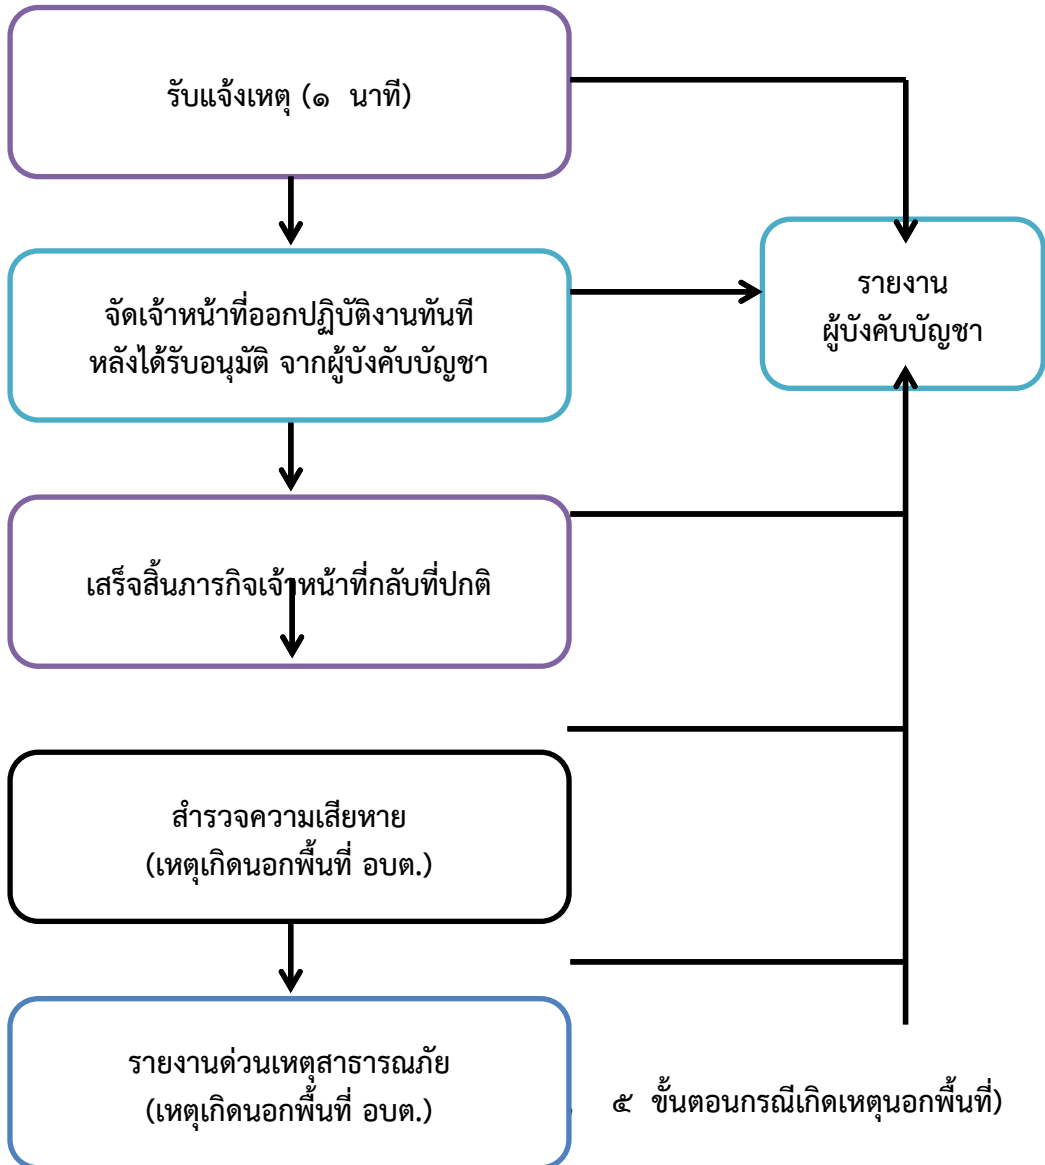 รับแจ้งเหตุ (๑ นาที)
จัดเจ้าหน้าที่ออกปฏิบัติงานทันที
หลังได้รับอนุมัติ จากผู้บังคับบัญชา
รายงาน
ผู้บังคับบัญชา
เสร็จสิ้นภารกิจเจ้าหน้าที่กลับที่ปกติ
สำรวจความเสียหาย
(เหตุเกิดนอกพื้นที่ อบต.)
รายงานด่วนเหตุสาธารณภัย
(เหตุเกิดนอกพื้นที่ อบต.)
๕ ขั้นตอนกรณีเกิดเหตุนอกพื้นที่)